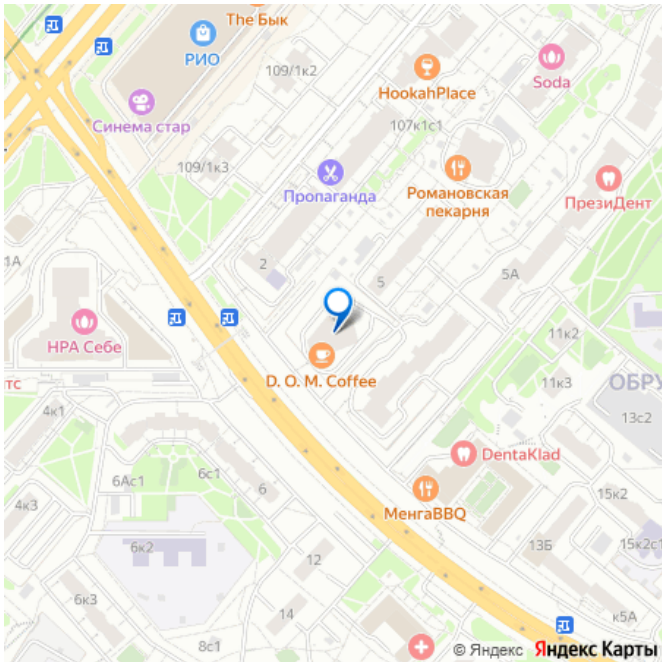 The Бык
РИО
109/1к2
HookahPlace
Soda
Синема стар
107к1с1
109/1к3
Пропаганда
Романовская
пекарня
ПрезиДент
1А
2
5
5А
НРА Себе
11к2
D. O. M. Coffee
тс
11к3
ОБРУ
4к1
13с2
DentaKlad
6Ас1
6с1
6
4к3
МенгаBBQ
15к2
6к2
13Б
15к2с1
12
6к3
14
к5А
8с1
© Яндекс Яндекс Карты